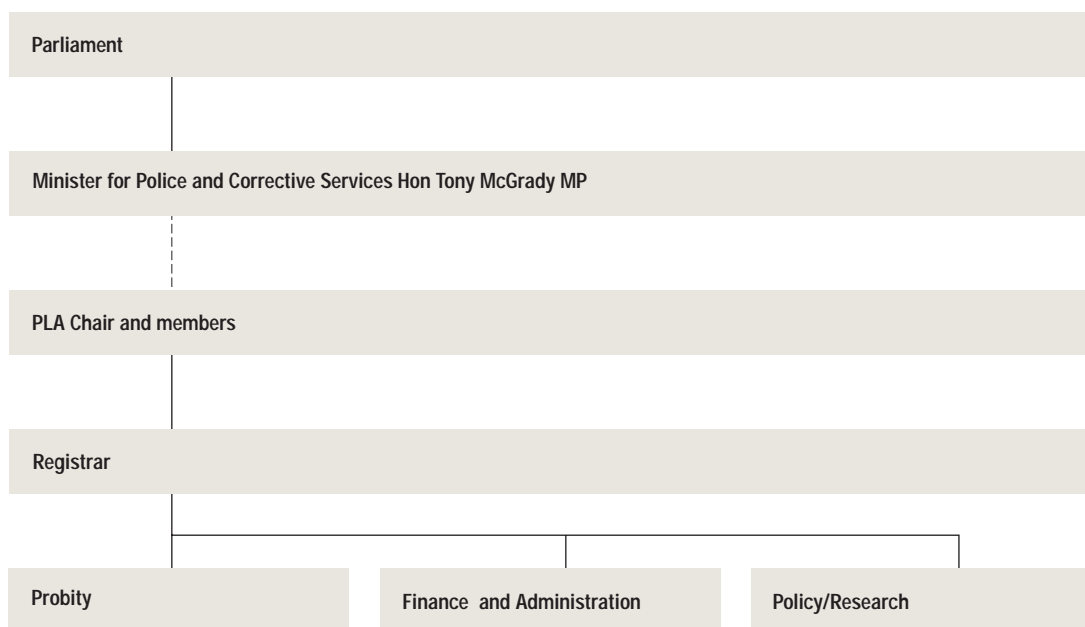 Parliament
Minister for Police and Corrective Services Hon Tony McGrady MP
PLA Chair and members
Registrar
Probity
Finance and Administration
Policy/Research